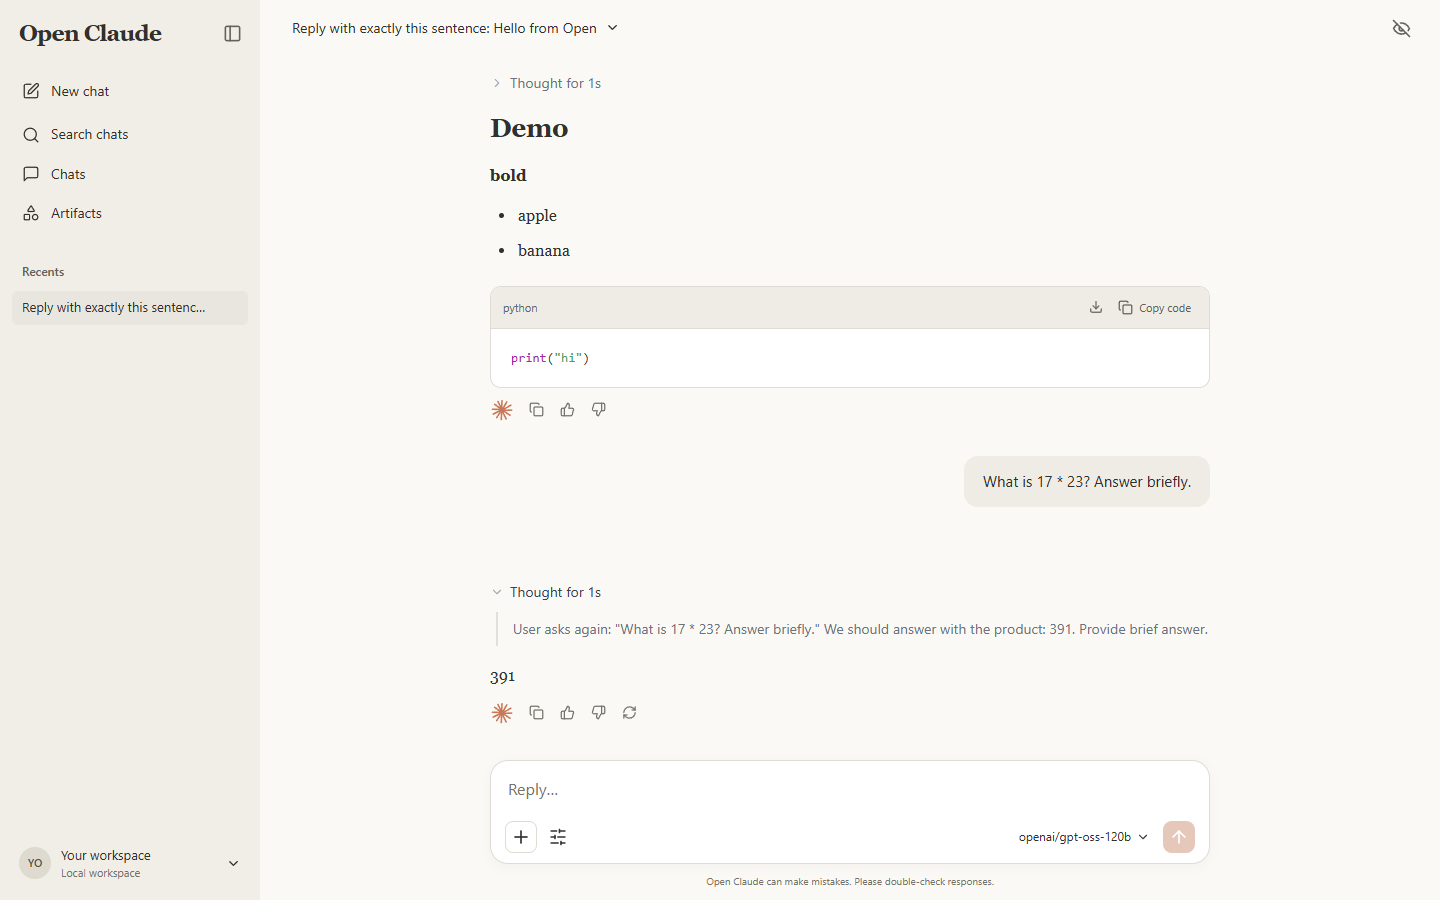 Open Claude
New chat
Search chats
Chats
Artifacts
Recents
Reply with exactly this sentenc...
YO
Your workspace
Local workspace
Reply with exactly this sentence: Hello from Open
Thought for 1s
Demo
bold
apple
banana
python
Copy code
print("hi")
What is 17 * 23? Answer briefly.
Thought for 1s
User asks again: "What is 17 * 23? Answer briefly." We should answer with the product: 391. Provide brief answer.
391
Reply...
openai/gpt-oss-120b
Open Claude can make mistakes. Please double-check responses.